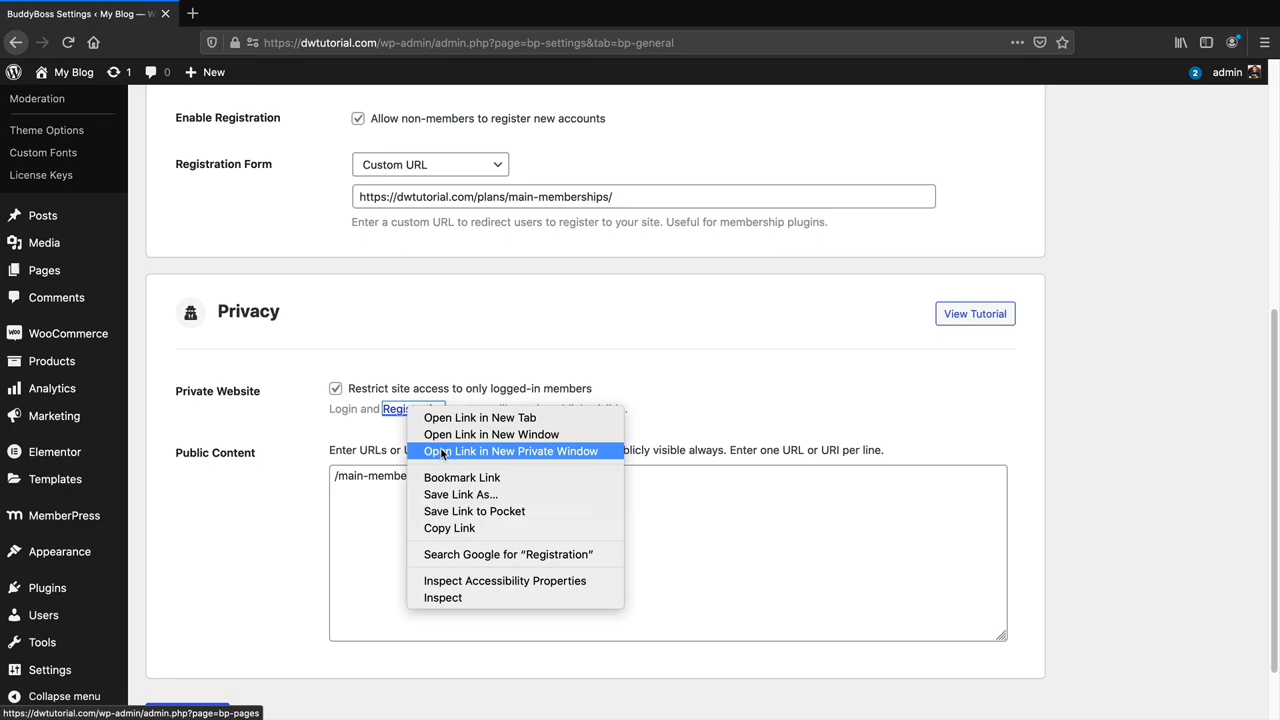 BuddyBoss Settings ‹ My Blog — W
https://dwtutorial.com/wp-admin/admin.php?page=bp-settings&tab=bp-general
My Blog 1 0 New 2 admin
Moderation
Theme Options
Custom Fonts
License Keys
Posts
Media
Pages
Comments
WooCommerce
Products
Analytics
Marketing
Elementor
Templates
MemberPress
Appearance
Plugins
Users
Tools
Settings
Collapse menu
Enable Registration
Allow non-members to register new accounts
Registration Form
Custom URL
https://dwtutorial.com/plans/main-memberships/
Enter a custom URL to redirect users to register to your site. Useful for membership plugins.
Privacy
View Tutorial
Private Website
Restrict site access to only logged-in members
Login and
Public Content
Enter URLs or blicly visible always. Enter one URL or URI per line.
/main-membe
Open Link in New Tab
Open Link in New Window
Open Link in New Private Window
Bookmark Link
Save Link As...
Save Link to Pocket
Copy Link
Search Google for “Registration”
Inspect Accessibility Properties
Inspect
https://dwtutorial.com/wp-admin/admin.php?page=bp-pages